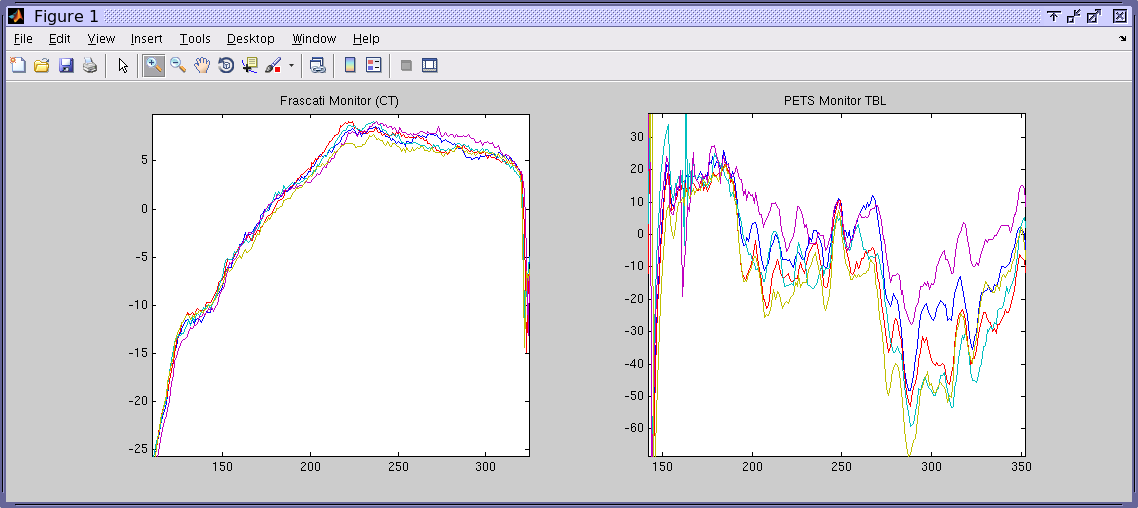 Figure 1
File Edit View Insert Tools Desktop Window Help
Frascati Monitor (CT)
5
0
-5
-10
-15
-20
-25
150 200 250 300
PETS Monitor TBL
30
20
10
0
-10
-20
-30
-40
-50
-60
150 200 250 300 350